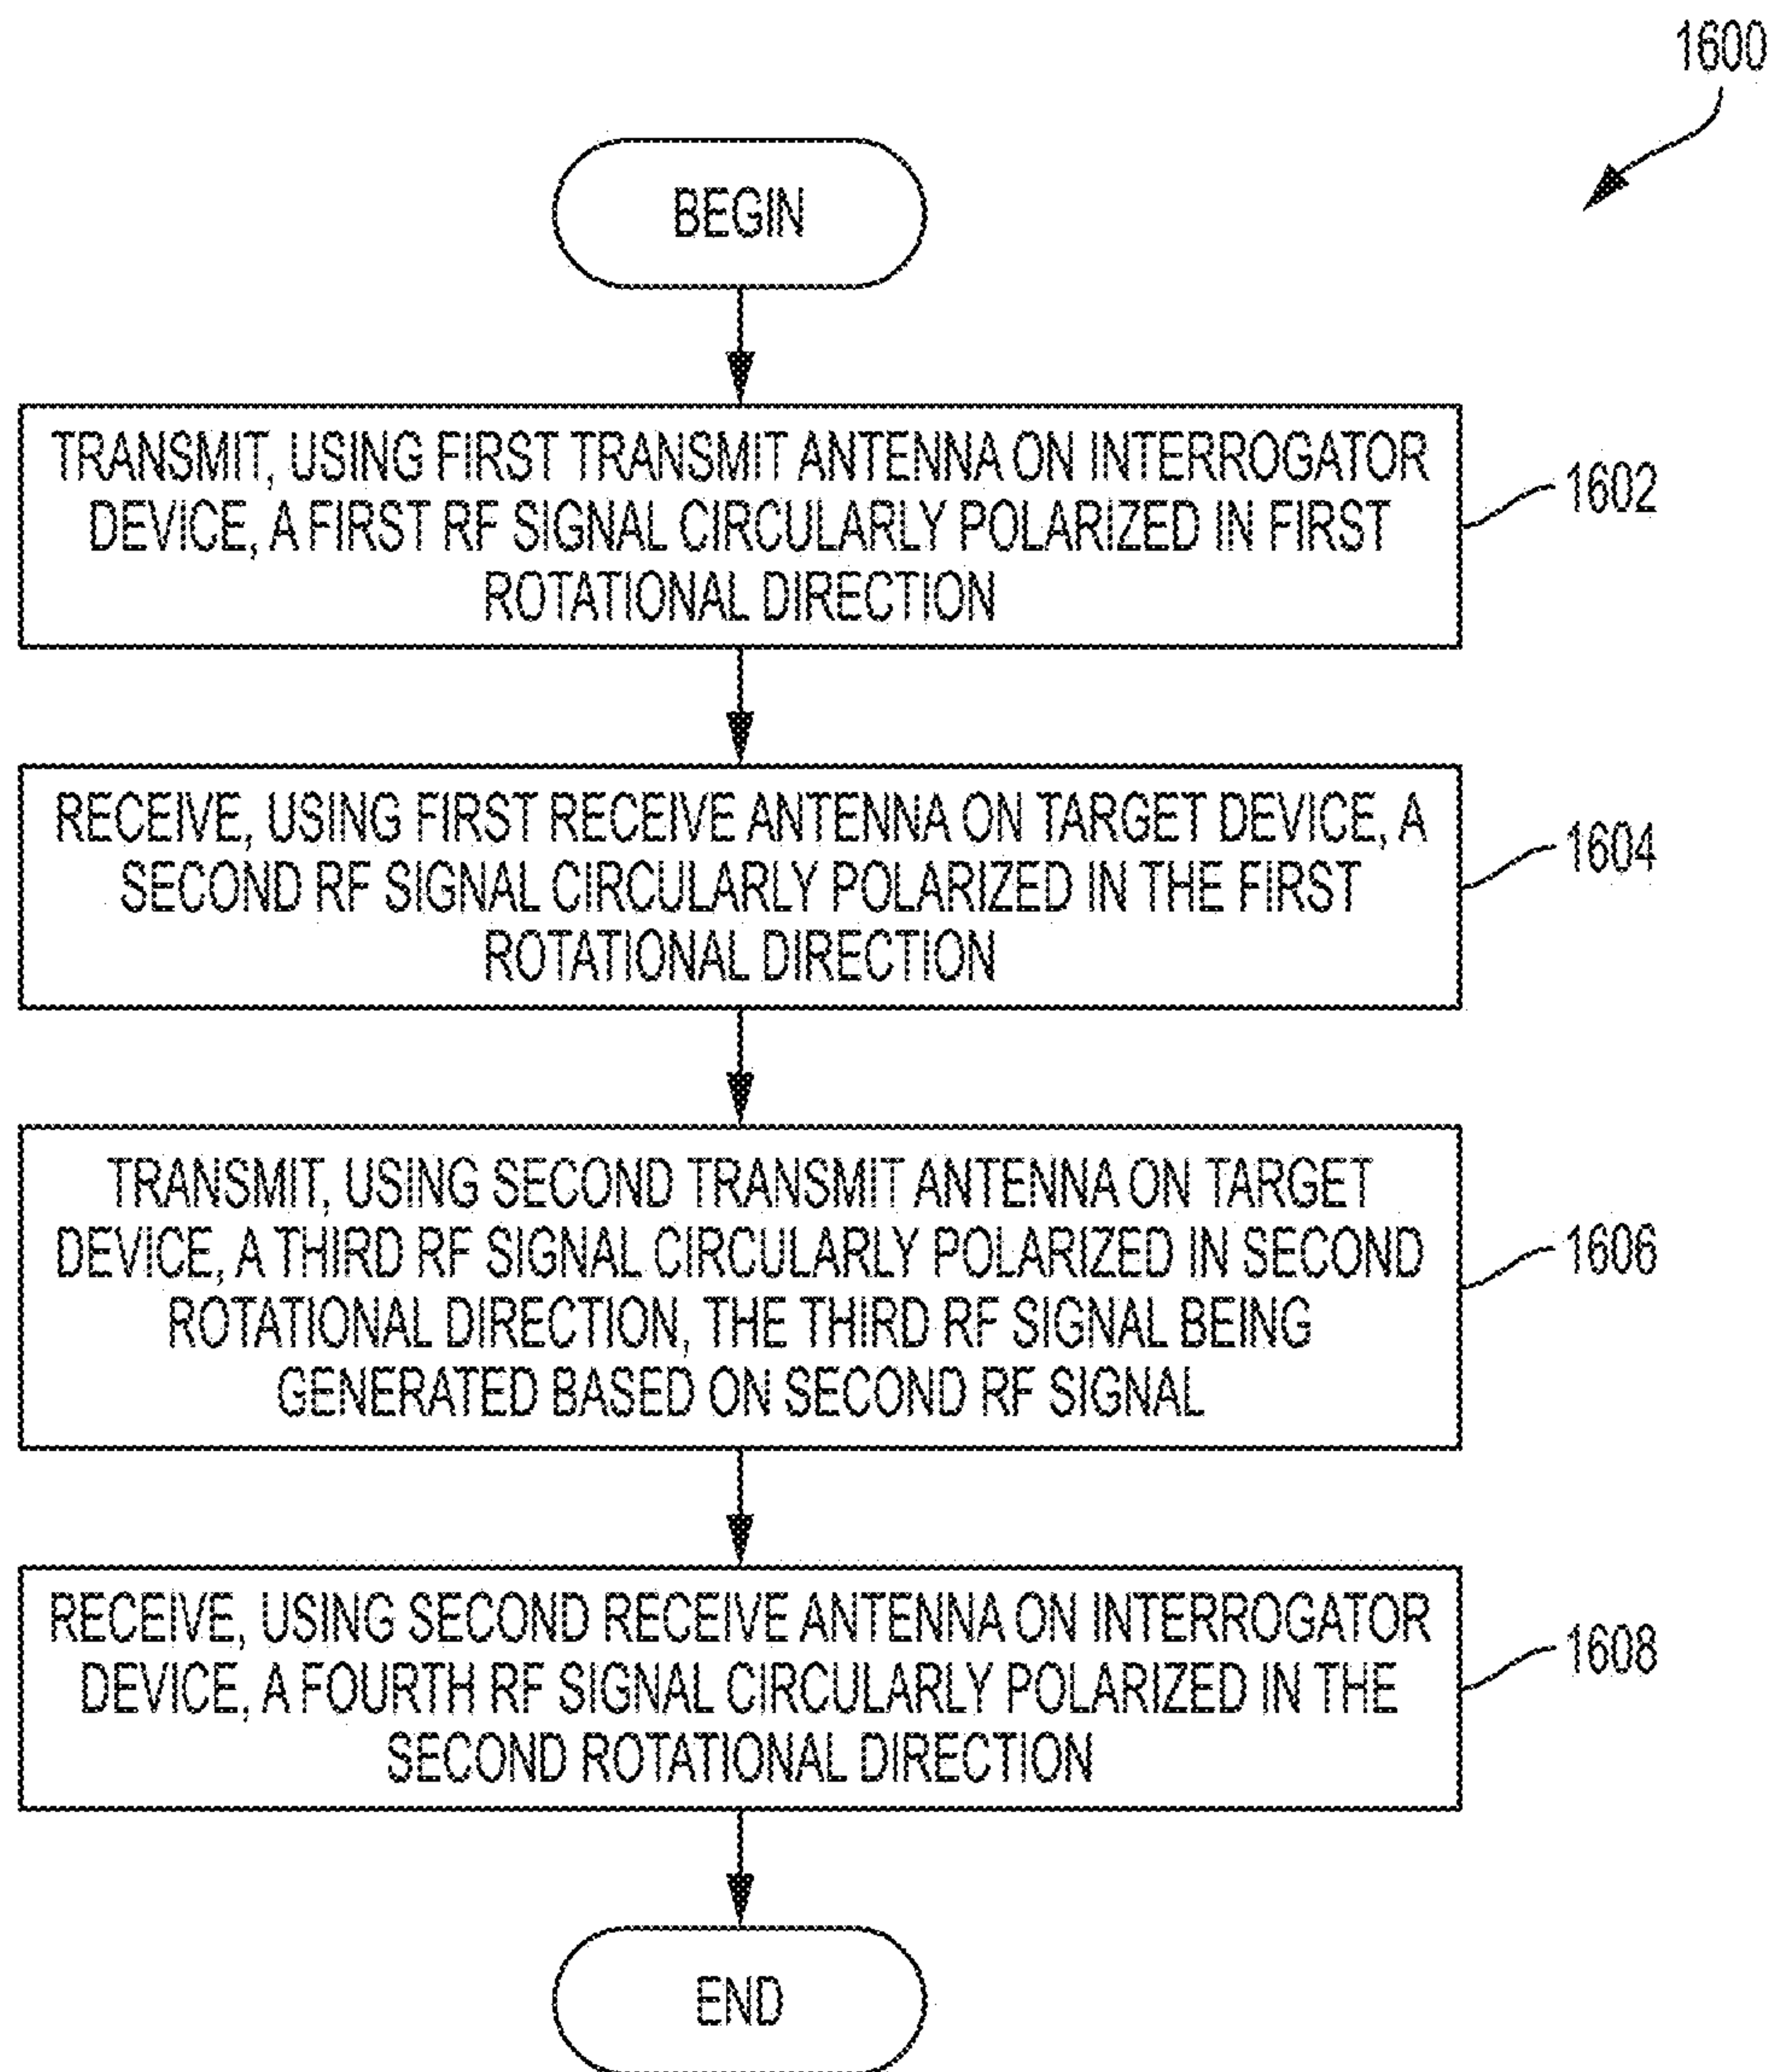 1600
BEGIN
TRANSMIT, USING FIRST TRANSMIT ANTENNA ON INTERROGATOR
DEVICE, A FIRST RF SIGNAL CIRCULARLY POLARIZED IN FIRST
ROTATIONAL DIRECTION
1602
RECEIVE, USING FIRST RECEIVE ANTENNA ON TARGET DEVICE, A
SECOND RF SIGNAL CIRCULARLY POLARIZED IN THE FIRST
ROTATIONAL DIRECTION
1604
TRANSMIT, USING SECOND TRANSMIT ANTENNA ON TARGET
DEVICE, A THIRD RF SIGNAL CIRCULARLY POLARIZED IN SECOND
ROTATIONAL DIRECTION, THE THIRD RF SIGNAL BEING
GENERATED BASED ON SECOND RF SIGNAL
1606
RECEIVE, USING SECOND RECEIVE ANTENNA ON INTERROGATOR
DEVICE, A FOURTH RF SIGNAL CIRCULARLY POLARIZED IN THE
SECOND ROTATIONAL DIRECTION
1608
END